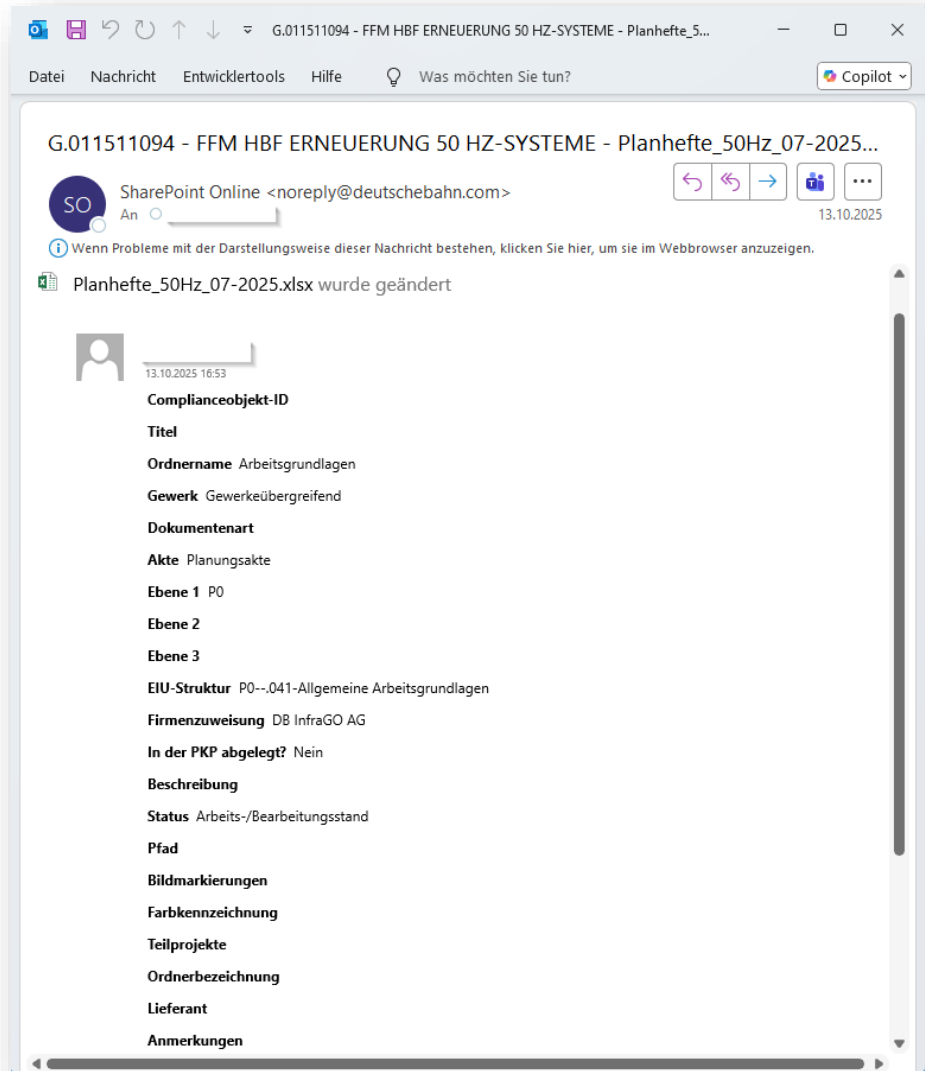 G.011511094 - FFM HBF ERNEUERUNG 50 HZ-SYSTEME - Planhefte_5...
Datei Nachricht Entwicklertools Hilfe Was möchten Sie tun? Copilot
G.011511094 - FFM HBF ERNEUERUNG 50 HZ-SYSTEME - Planhefte_50Hz_07-2025...
SO
SharePoint Online <noreply@deutschebahn.com>
An
13.10.2025
Wenn Probleme mit der Darstellungsweise dieser Nachricht bestehen, klicken Sie hier, um sie im Webbrowser anzuzeigen.
Planhefte_50Hz_07-2025.xlsx wurde geändert
13.10.2025 16:53
Complianceobjekt-ID
Titel
Ordnername Arbeitsgrundlagen
Gewerk Gewerkeübergreifend
Dokumentenart
Akte Planungsakte
Ebene 1 P0
Ebene 2
Ebene 3
EIU-Struktur P0--.041-Allgemeine Arbeitsgrundlagen
Firmenzuweisung DB InfraGO AG
In der PKP abgelegt? Nein
Beschreibung
Status Arbeits-/Bearbeitungsstand
Pfad
Bildmarkierungen
Farbkennzeichnung
Teilprojekte
Ordnerbezeichnung
Lieferant
Anmerkungen